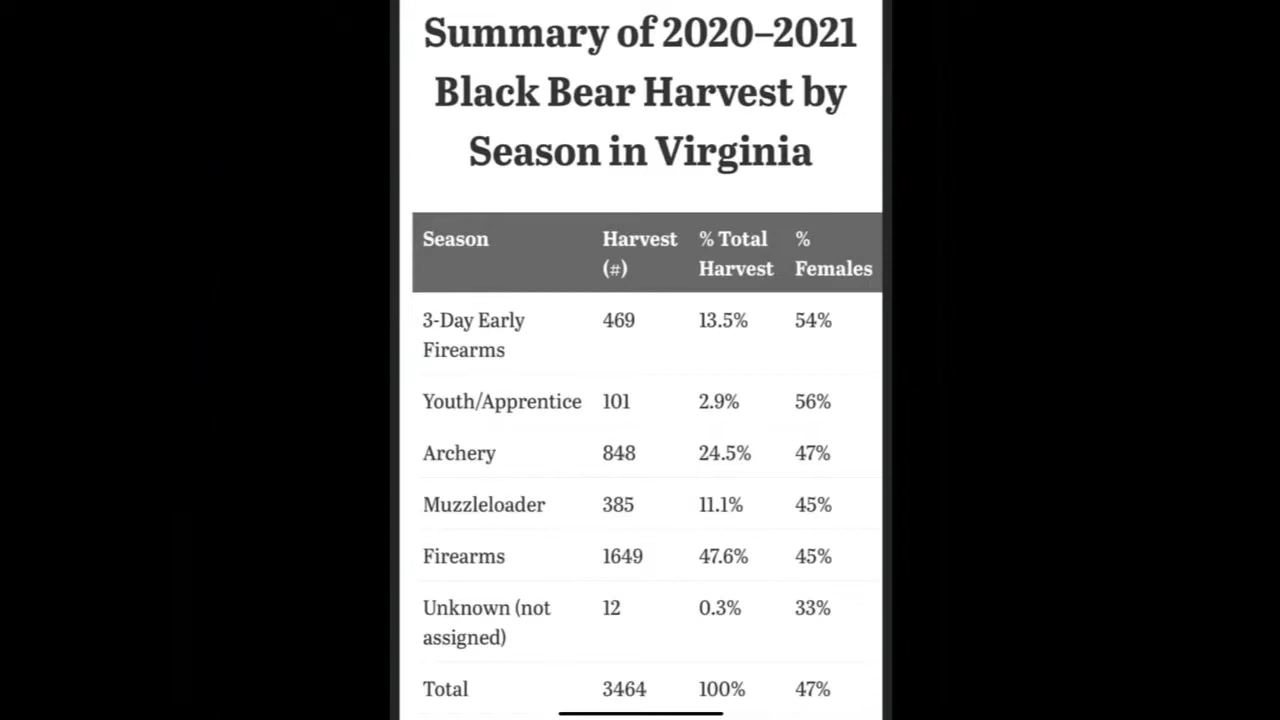 Summary of 2020–2021
Black Bear Harvest by
Season in Virginia
Season Harvest (#) % Total Harvest % Females
3-Day Early Firearms 469 13.5% 54%
Youth/Apprentice 101 2.9% 56%
Archery 848 24.5% 47%
Muzzleloader 385 11.1% 45%
Firearms 1649 47.6% 45%
Unknown (not assigned) 12 0.3% 33%
Total 3464 100% 47%